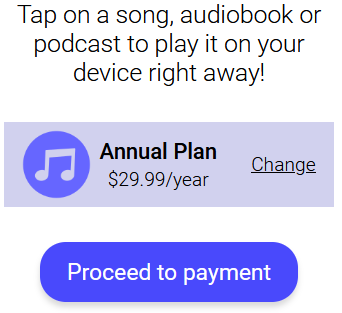 Tap on a song, audiobook or
podcast to play it on your
device right away!
Annual Plan
$29.99/year
Change
Proceed to payment